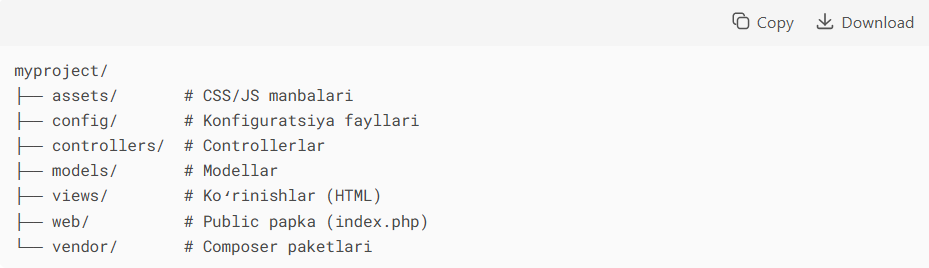 Copy Download
myproject/
├── assets/       # CSS/JS manbalari
├── config/       # Konfiguratsiya fayllari
├── controllers/  # Controllerlar
├── models/       # Modellar
├── views/        # Koʻrinishlar (HTML)
├── web/          # Public papka (index.php)
└── vendor/       # Composer paketlari